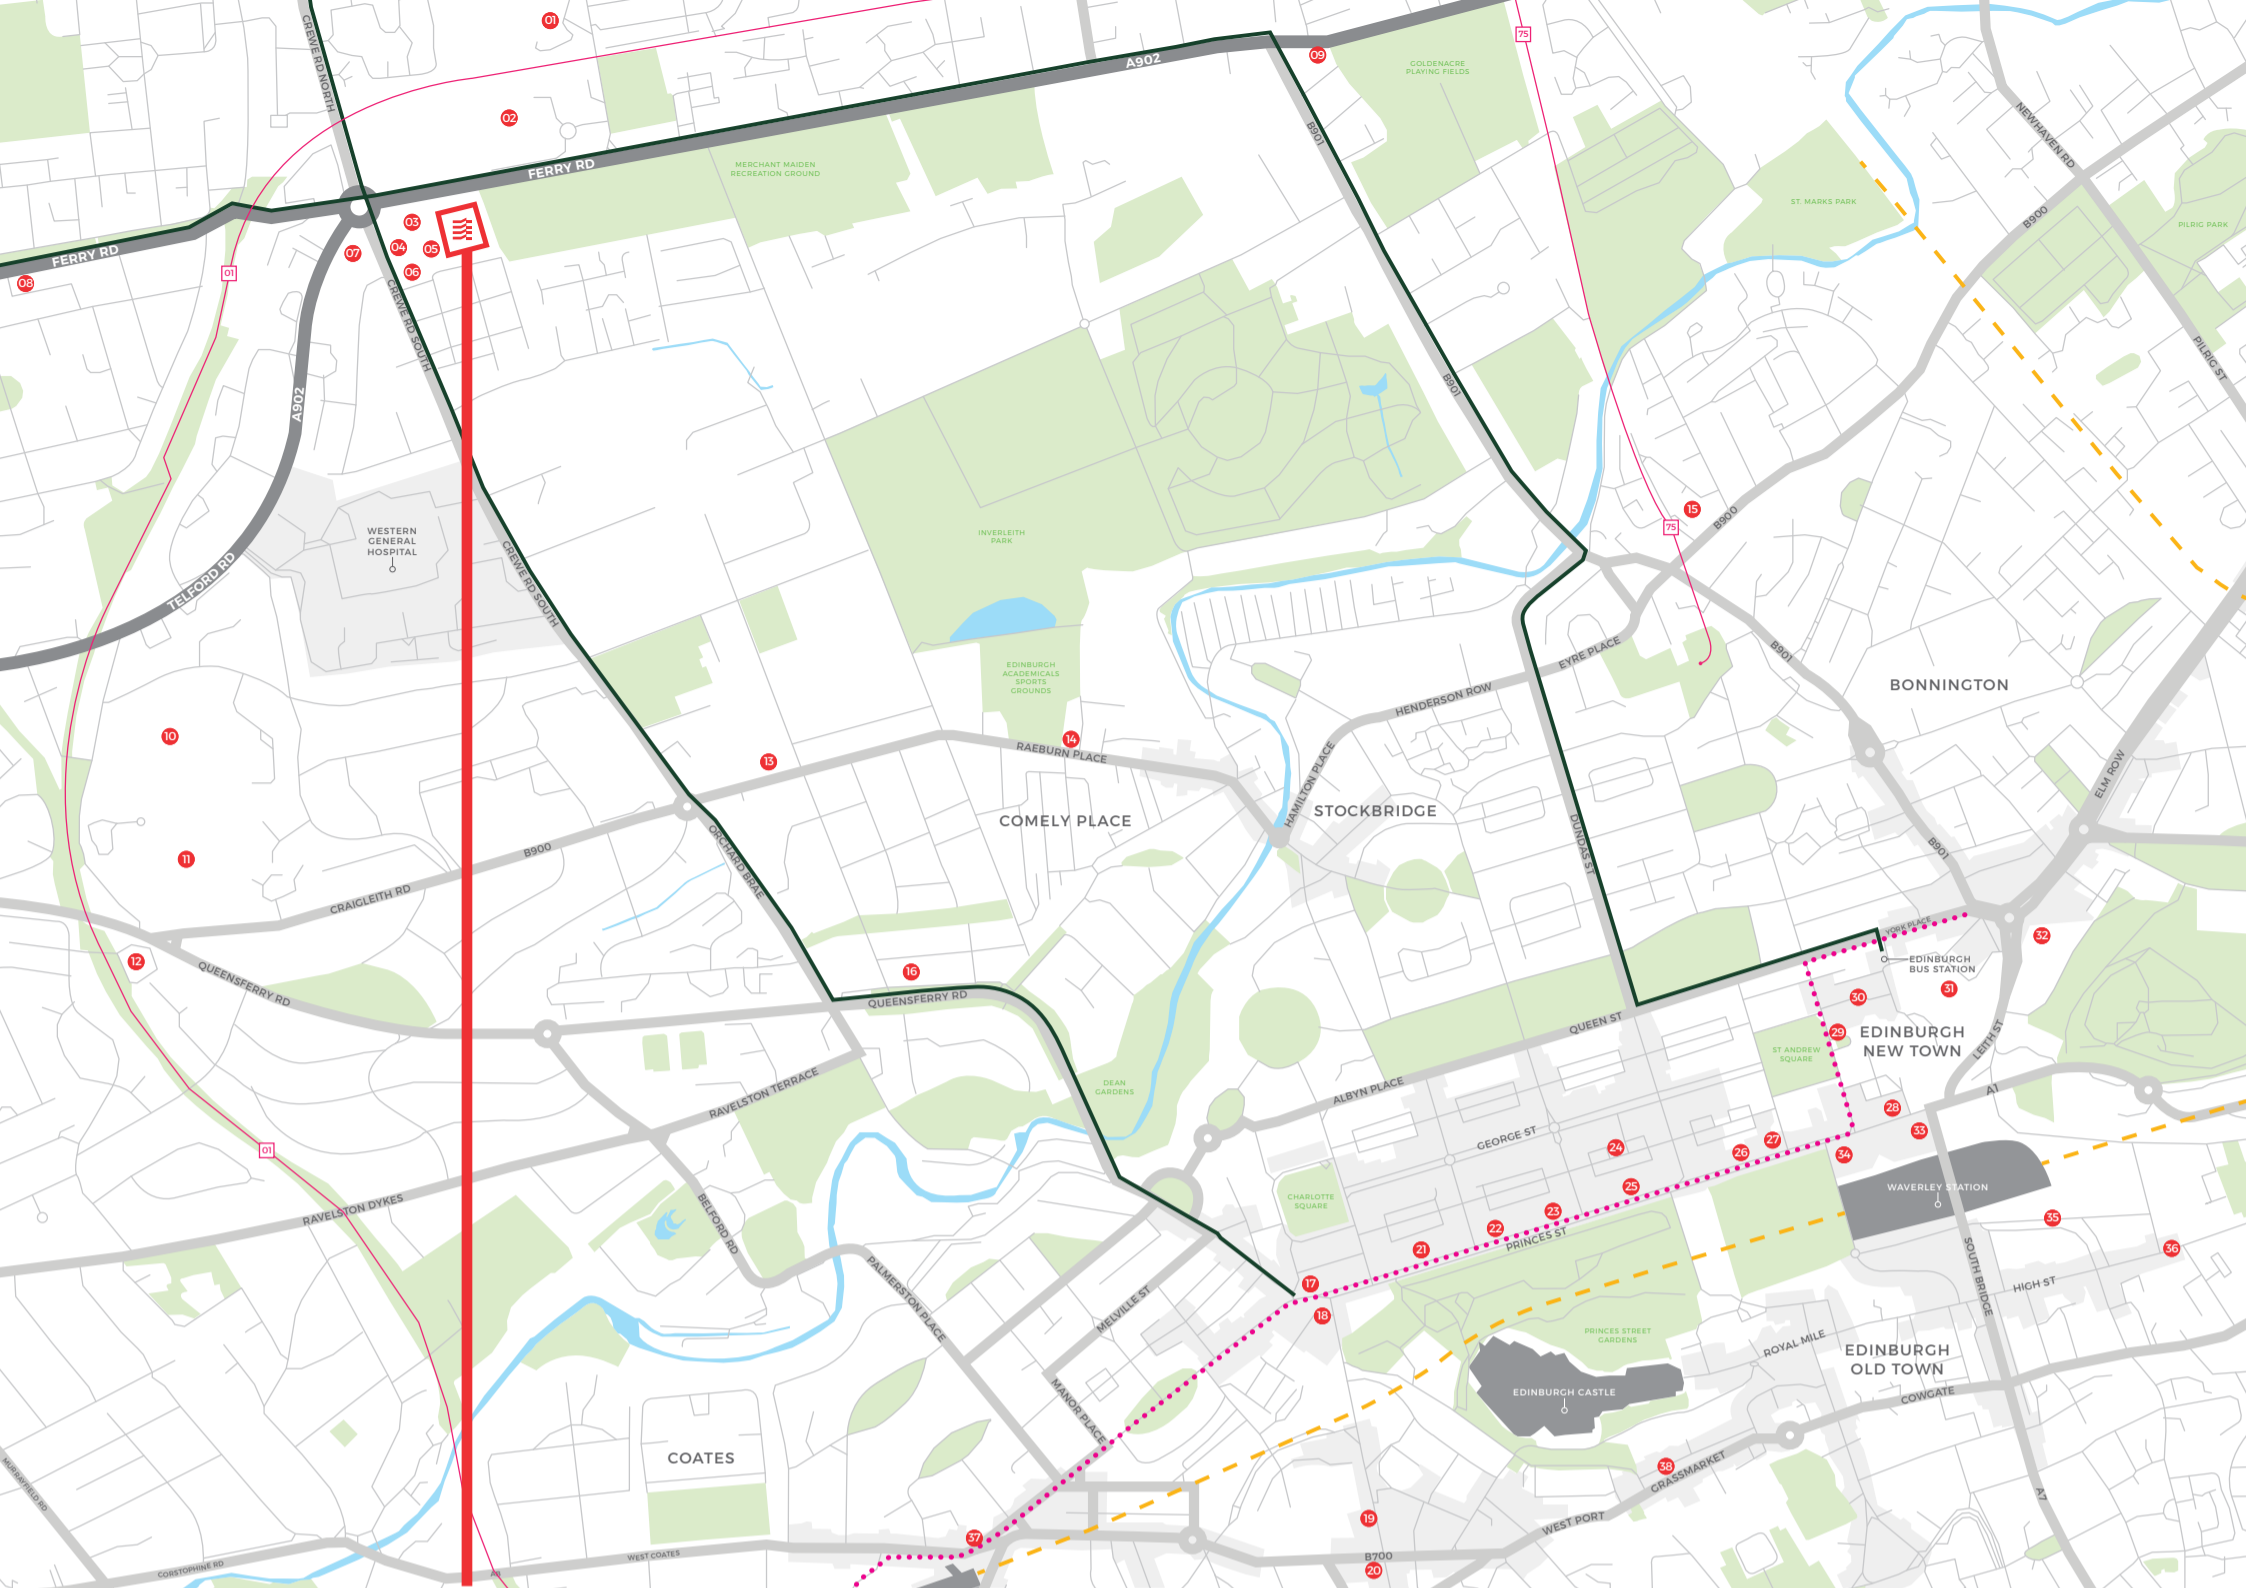 01
CREWE RD NORTH
75
09
GOLDENACRE
PLAYING FIELDS
A902
02
B901
NEWHAVEN RD
FERRY RD
MERCHANT MAIDEN
RECREATION GROUND
ST. MARKS PARK
B900
PILRIG PARK
03
04
05
06
07
FERRY RD
08
01
CREWE RD SOUTH
A902
B901
PILRIG ST
WESTERN
GENERAL
HOSPITAL
INVERLEITH
PARK
15
75
B900
CREWE RD SOUTH
TELFORD RD
EDINBURGH
ACADEMICALS
SPORTS
GROUNDS
EYRE PLACE
B901
HENDERSON ROW
BONNINGTON
10
14
RAEBURN PLACE
13
HAMILTON PLACE
STOCKBRIDGE
COMELY PLACE
ELM ROW
11
B900
ORCHARD BRAE
DUNDAS ST
B901
CRAIGLEITH RD
12
QUEENSFERRY RD
16
QUEENSFERRY RD
YORK PLACE
32
EDINBURGH
BUS STATION
31
30
QUEEN ST
29
EDINBURGH
NEW TOWN
ST ANDREW
SQUARE
LEITH ST
DEAN
GARDENS
ALBYN PLACE
RAVELSTON TERRACE
A1
28
33
GEORGE ST
24
27
26
34
01
25
WAVERLEY STATION
CHARLOTTE
SQUARE
RAVELSTON DYKES
BELFORD RD
23
22
21
PRINCES ST
35
36
SOUTH BRIDGE
HIGH ST
PALMERSTON PLACE
MELVILLE ST
17
18
PRINCES STREET
GARDENS
ROYAL MILE
EDINBURGH
OLD TOWN
EDINBURGH CASTLE
COWGATE
MANOR PLACE
COATES
38
GRASSMARKET
MURRAYFIELD RD
A7
19
WEST PORT
37
WEST COATES
B700
20
CORSTOPHINE RD
A8